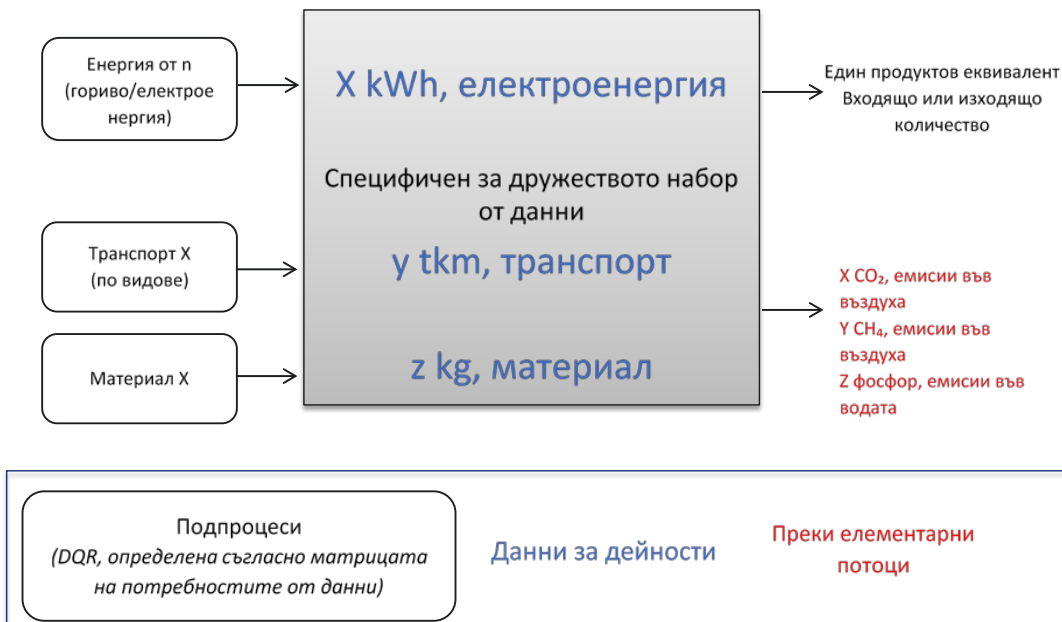 Енергия от n
(гориво/електрое
нергия)
X kWh, електроенергия
Един продуктов еквивалент
Входящо или изходящо
количество
Специфичен за дружеството набор
от данни
Транспорт X
(по видове)
y tkm, транспорт
X CO₂, емисии във
въздуха
Y CH₄, емисии във
въздуха
Z фосфор, емисии във
водата
Материал X
z kg, материал
Подпроцеси
(DQR, определена съгласно матрицата
на потребностите от данни)
Данни за дейности
Преки елементарни
потоци